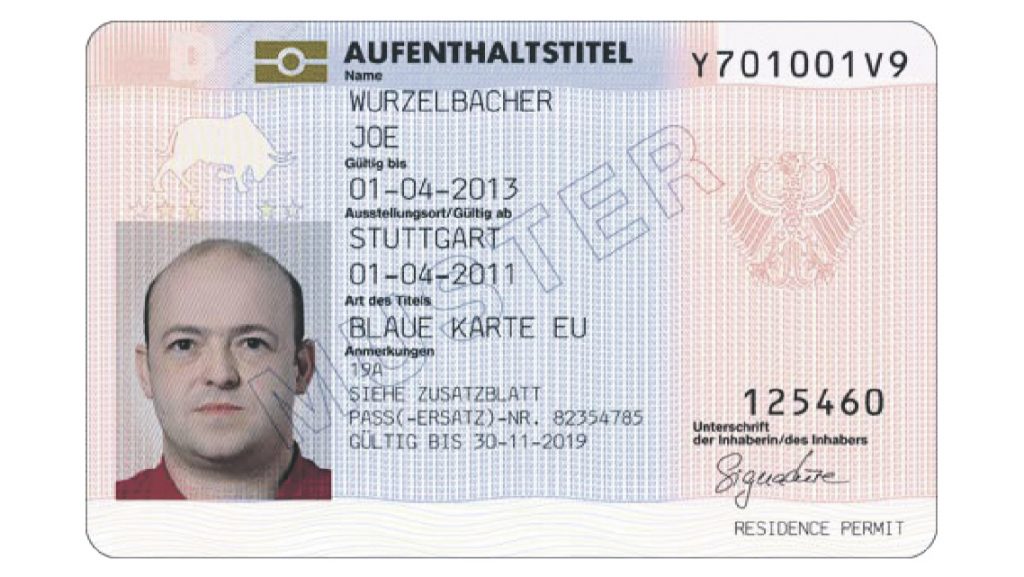 D
AUFENTHALTSTITEL
Y701001V9
Name
WURZELBACHER
JOE
Gültig bis
01-04-2013
Ausstellungsort/Gültig ab
STUTTGART
01-04-2011
Art des Titels
BLAUE KARTE EU
Anmerkungen
19A
SIEHE ZUSATZBLATT
PASS(-ERSATZ)-NR. 82354785
GÜLTIG BIS 30-11-2019
MUSTER
125460
Unterschrift
der Inhaberin/des Inhabers
Signature
RESIDENCE PERMIT